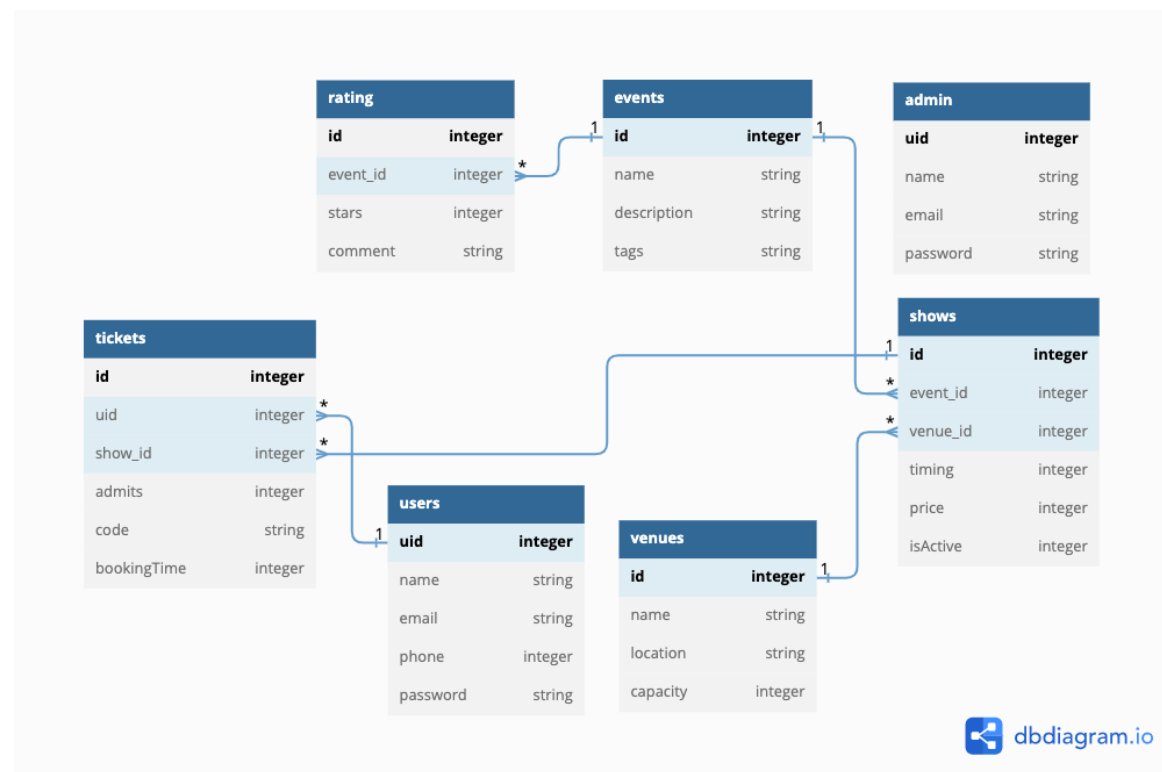 rating
id integer
event_id integer
stars integer
comment string
1
*
events
id integer
name string
description string
tags string
1
admin
uid integer
name string
email string
password string
tickets
id integer
uid integer
show_id integer
admits integer
code string
bookingTime integer
*
*
shows
id integer
event_id integer
venue_id integer
timing integer
price integer
isActive integer
1
*
*
users
uid integer
name string
email string
phone integer
password string
1
venues
id integer
name string
location string
capacity integer
1
dbdiagram.io